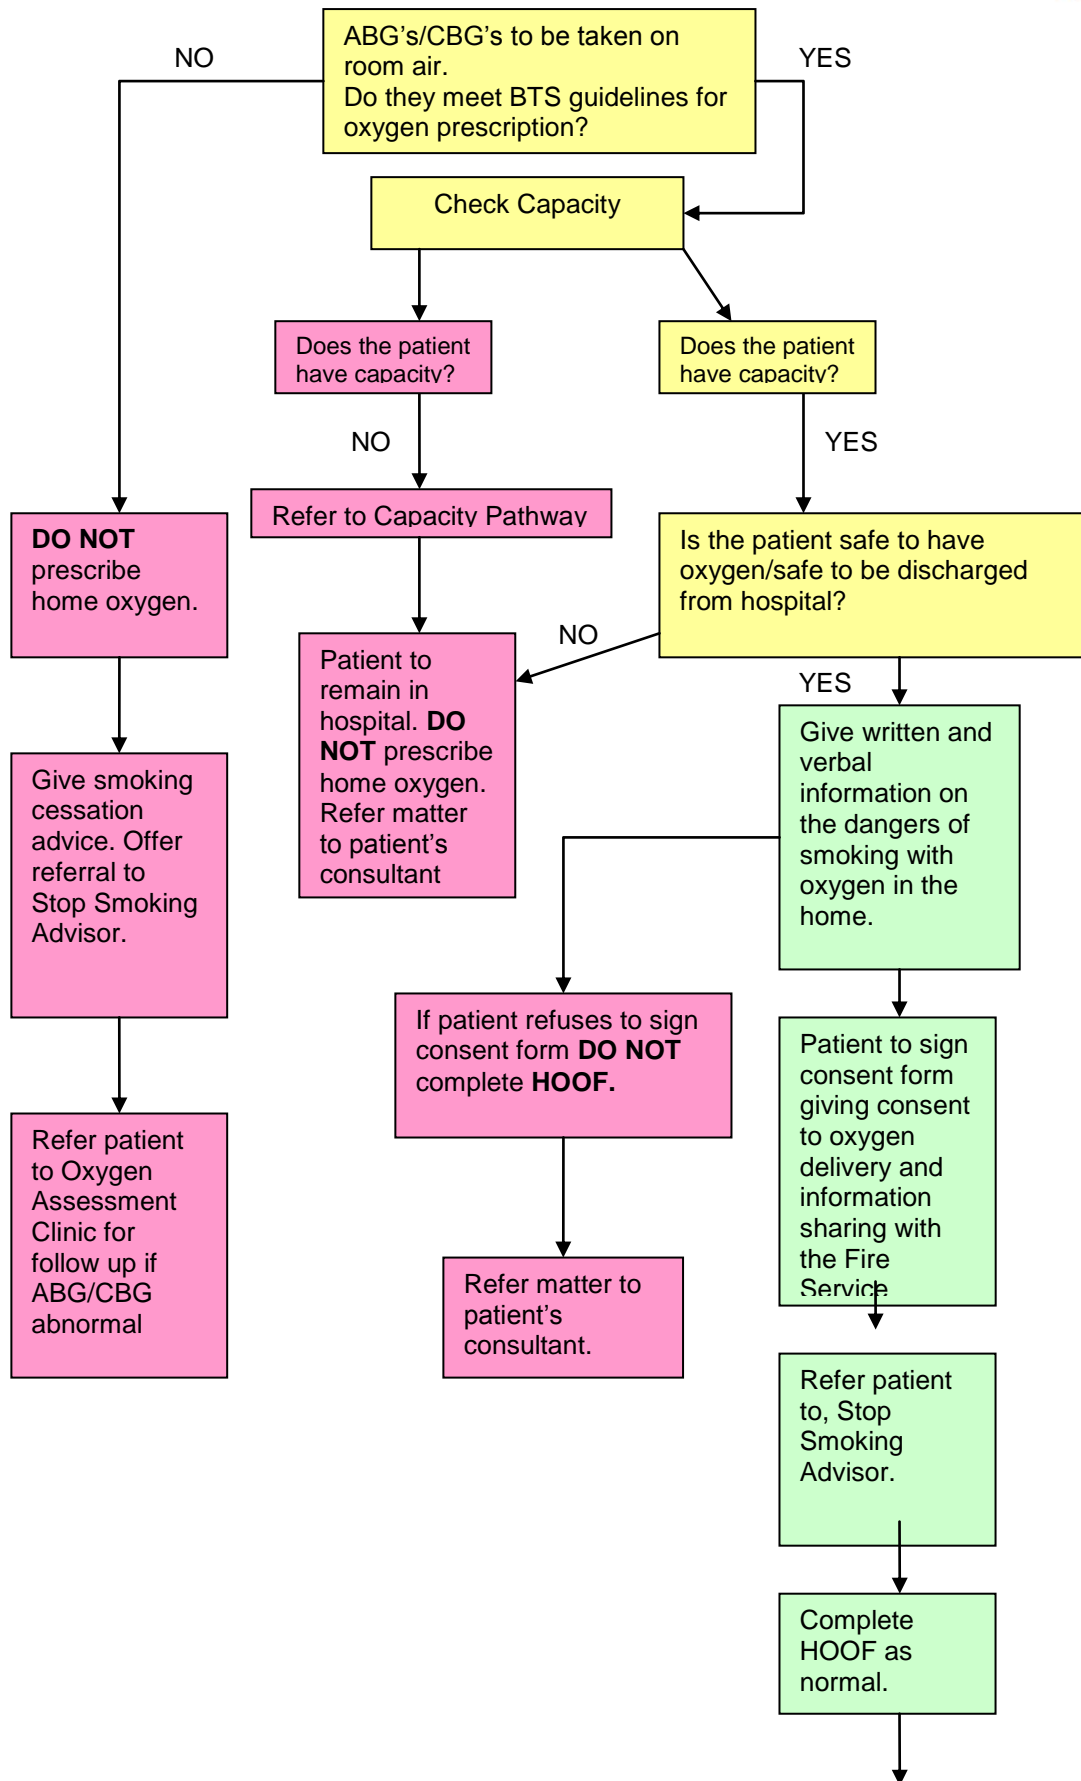 ABG's/CBG's to be taken on
room air.
Do they meet BTS guidelines for
oxygen prescription?
NO
YES
Check Capacity
Does the patient
have capacity?
Does the patient
have capacity?
NO
YES
Refer to Capacity Pathway
DO NOT
prescribe
home oxygen.
Is the patient safe to have
oxygen/safe to be discharged
from hospital?
NO
YES
Patient to
remain in
hospital. DO
NOT prescribe
home oxygen.
Refer matter
to patient's
consultant
Give written and
verbal
information on
the dangers of
smoking with
oxygen in the
home.
Give smoking
cessation
advice. Offer
referral to
Stop Smoking
Advisor.
If patient refuses to sign
consent form DO NOT
complete HOOF.
Patient to sign
consent form
giving consent
to oxygen
delivery and
information
sharing with
the Fire
Service
Refer patient
to Oxygen
Assessment
Clinic for
follow up if
ABG/CBG
abnormal
Refer matter to
patient's
consultant.
Refer patient
to, Stop
Smoking
Advisor.
Complete
HOOF as
normal.